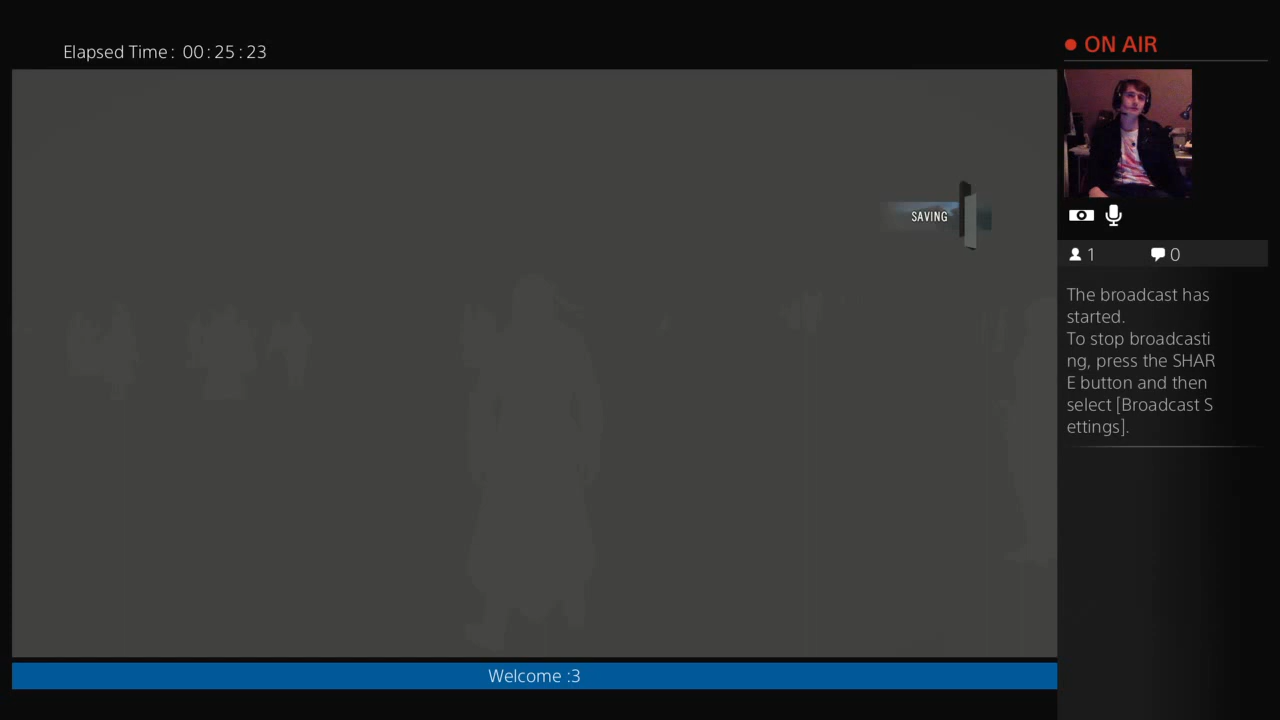 Elapsed Time: 00:25:23
ON AIR
SAVING
1 0
The broadcast has
started.
To stop broadcasti
ng, press the SHAR
E button and then
select [Broadcast S
ettings].
Welcome :3